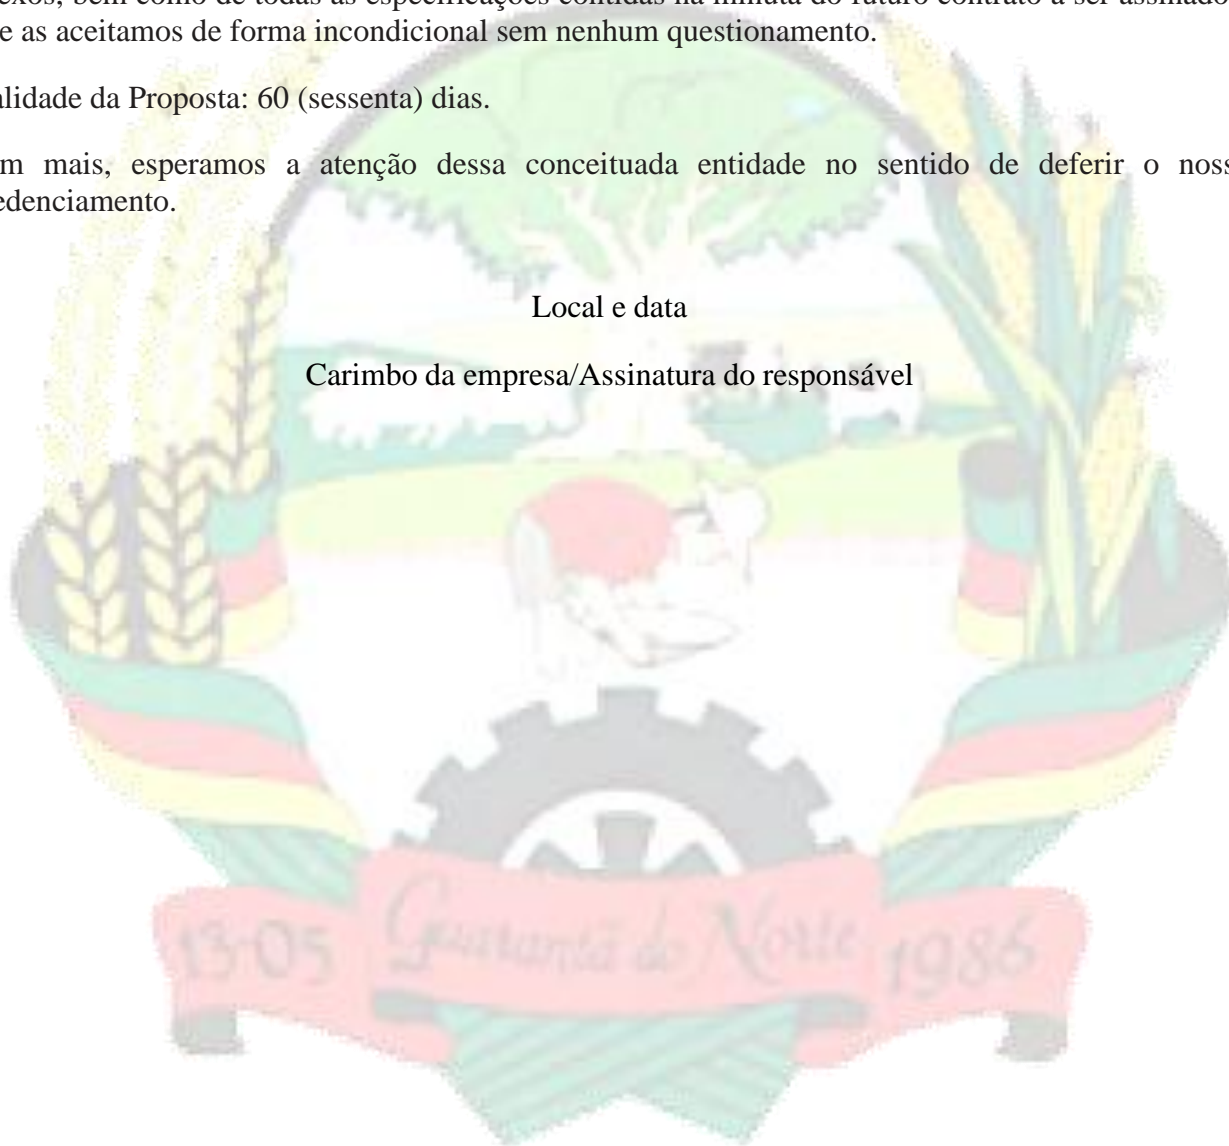 exos, bem como de todas as especificações contidas na minuta do futuro contrato a ser assinado
e as aceitamos de forma incondicional sem nenhum questionamento.
alidade da Proposta: 60 (sessenta) dias.
m mais, esperamos a atenção dessa conceituada entidade no sentido de deferir o noss
edenciamento.
Local e data
Carimbo da empresa/Assinatura do responsável
13-05 Guarantã do Norte 1986